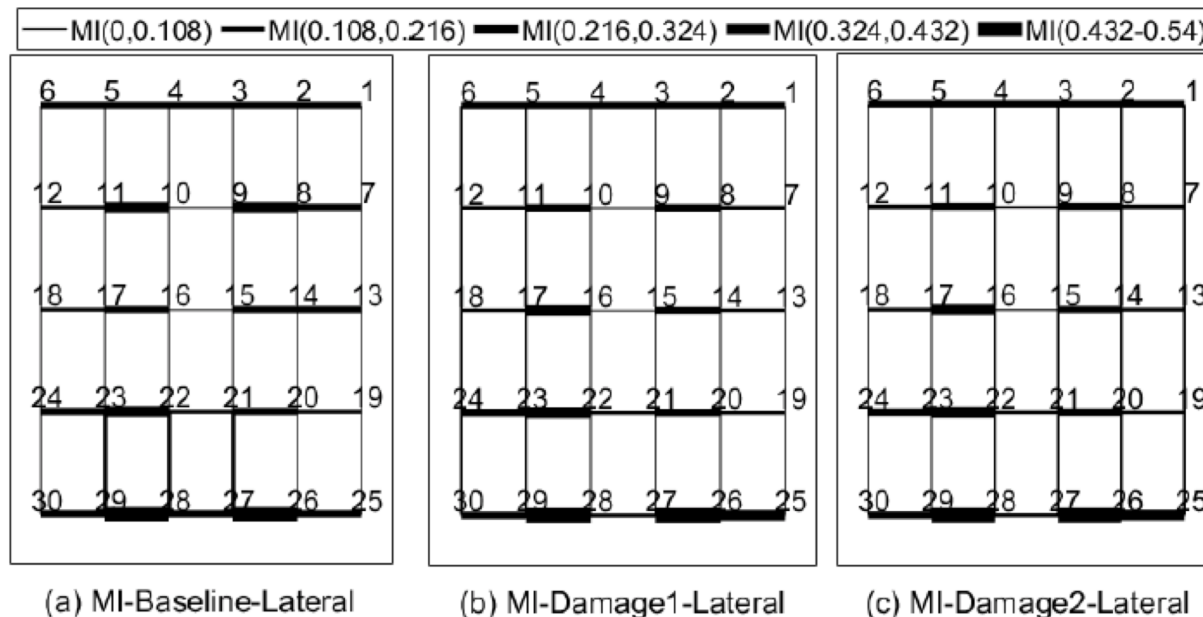 MI(0,0.108) MI(0.108,0.216) MI(0.216,0.324) MI(0.324,0.432) MI(0.432-0.54)
6 5 4 3 2 1
12 11 10 9 8 7
18 17 16 15 14 13
24 23 22 21 20 19
30 29 28 27 26 25
(a) MI-Baseline-Lateral
6 5 4 3 2 1
12 11 10 9 8 7
18 17 16 15 14 13
24 23 22 21 20 19
30 29 28 27 26 25
(b) MI-Damage1-Lateral
6 5 4 3 2 1
12 11 10 9 8 7
18 17 16 15 14 13
24 23 22 21 20 19
30 29 28 27 26 25
(c) MI-Damage2-Lateral